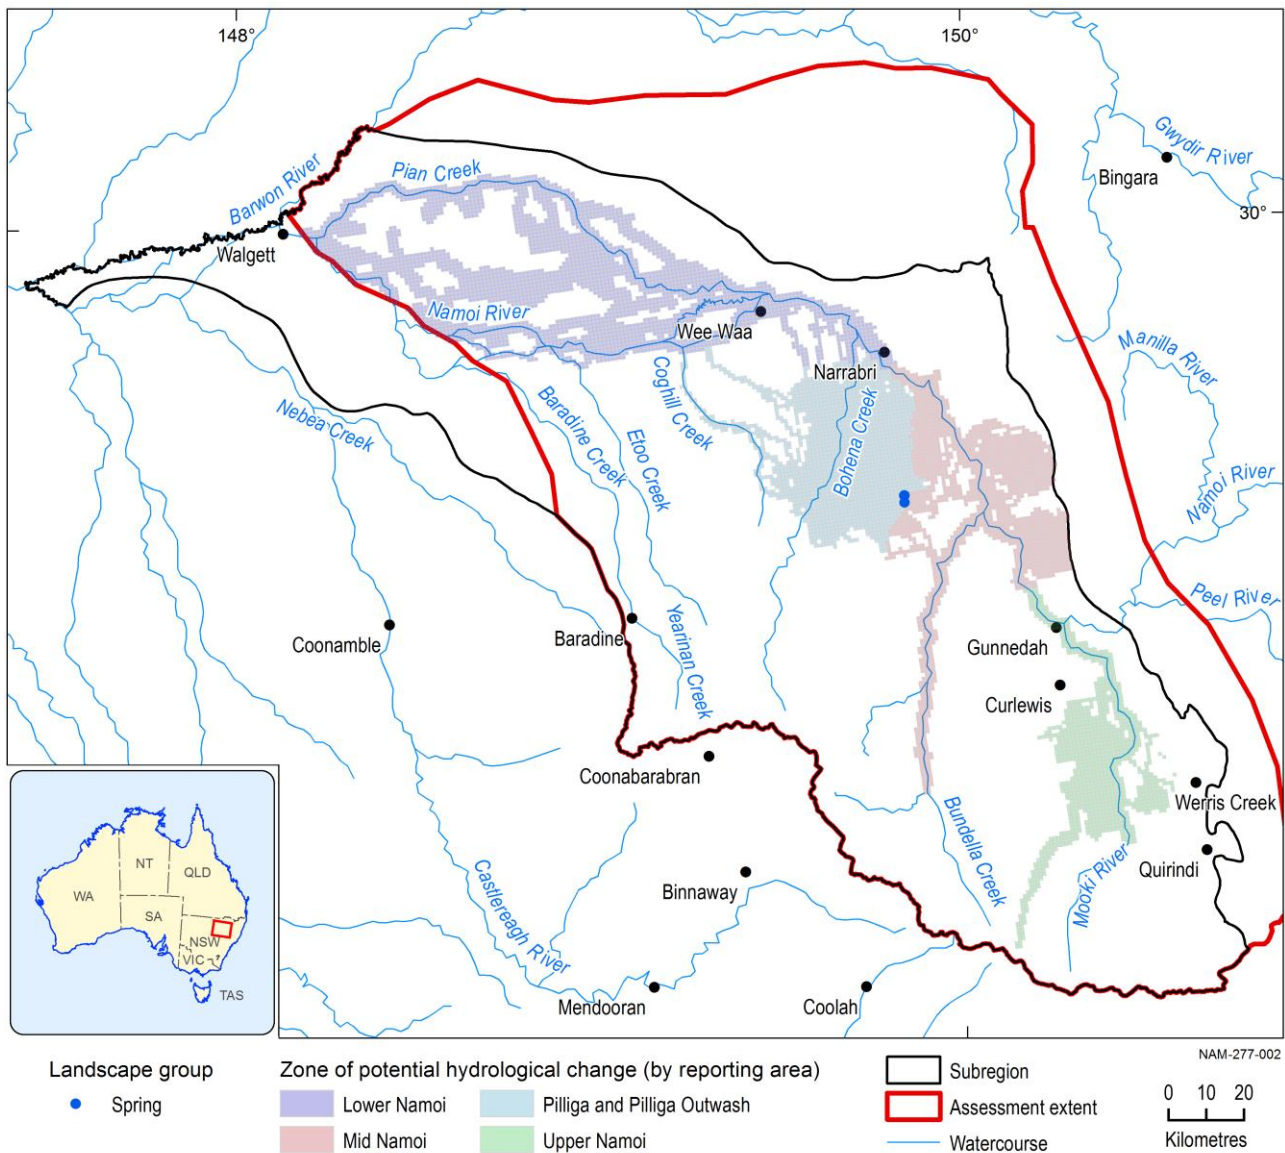 148°
150°
Gwydir River
Bingara
30°
Barwon River
Pian Creek
Walgett
Namoi River
Wee Waa
Narrabri
Manilla River
Nebea Creek
Baradine Creek
Etoo Creek
Coghill Creek
Bohena Creek
Namoi River
Peel River
Coonamble
Baradine
Yearinan Creek
Gunnedah
Curlewis
Coonabarabran
Werris Creek
Bundella Creek
Mooki River
Quirindi
Binnaway
Castlereagh River
Mendooran
Coolah
NT
QLD
WA
SA
NSW
VIC
TAS
NAM-277-002
Landscape group
Spring
Zone of potential hydrological change (by reporting area)
Lower Namoi
Pilliga and Pilliga Outwash
Mid Namoi
Upper Namoi
Subregion
Assessment extent
Watercourse
0 10 20
Kilometres